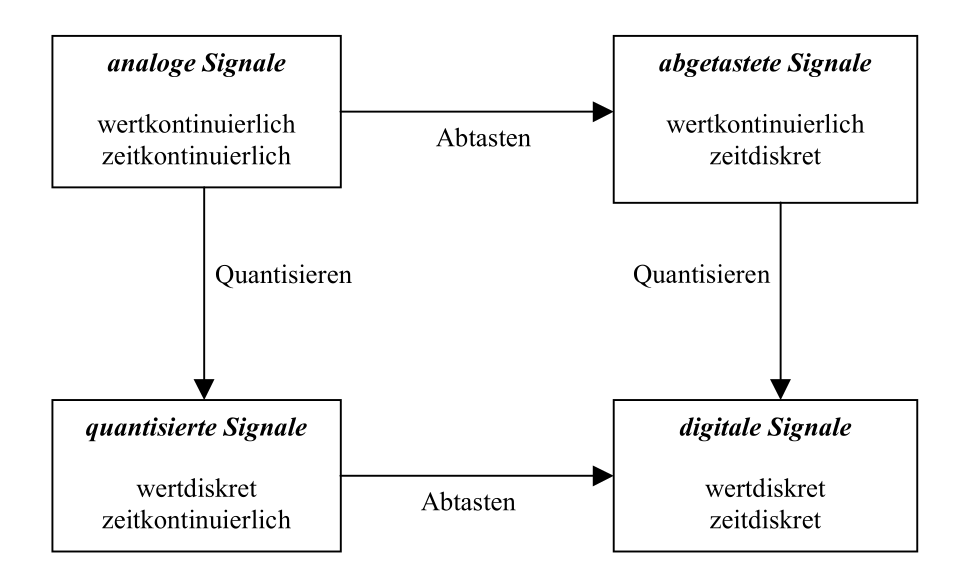 analoge Signale
wertkontinuierlich
zeitkontinuierlich
Abtasten
abgetastete Signale
wertkontinuierlich
zeitdiskret
Quantisieren
Quantisieren
quantisierte Signale
wertdiskret
zeitkontinuierlich
Abtasten
digitale Signale
wertdiskret
zeitdiskret